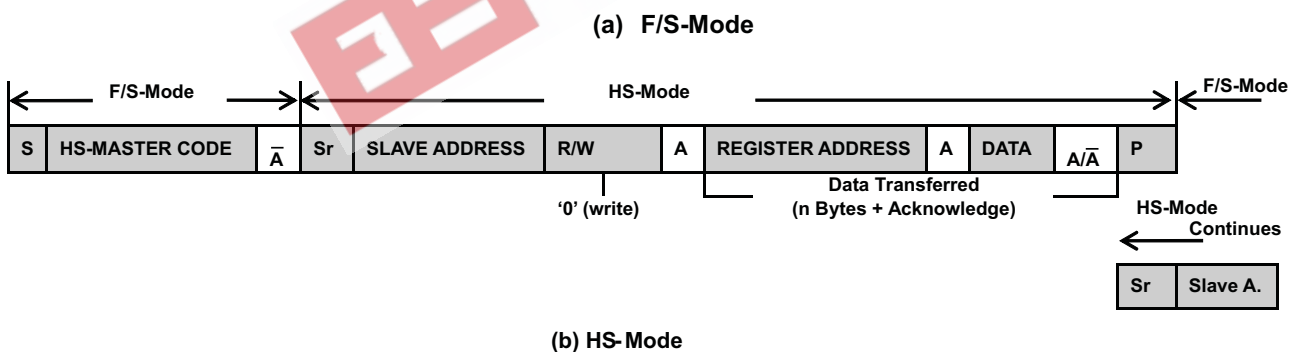 (a) F/S-Mode
F/S-Mode
HS-Mode
F/S-Mode
S HS-MASTER CODE A̅ Sr SLAVE ADDRESS R/W A REGISTER ADDRESS A DATA A/A̅ P
Data Transferred
‘0’ (write)
(n Bytes + Acknowledge)
HS-Mode
Continues
Sr Slave A.
(b) HS-Mode